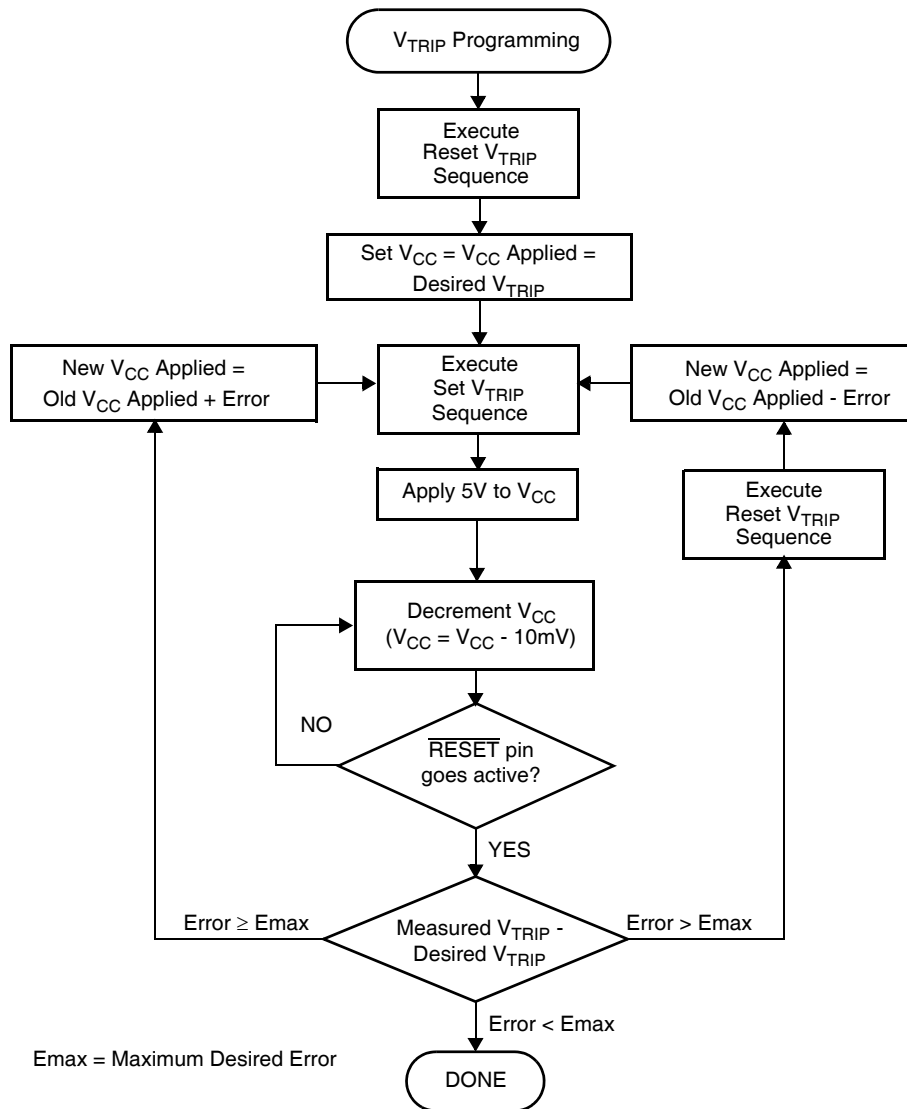 VTRIP Programming
Execute
Reset VTRIP
Sequence
Set VCC = VCC Applied =
Desired VTRIP
New VCC Applied =
Old VCC Applied + Error
Execute
Set VTRIP
Sequence
New VCC Applied =
Old VCC Applied - Error
Apply 5V to VCC
Execute
Reset VTRIP
Sequence
Decrement VCC
(VCC = VCC - 10mV)
NO
RESET pin
goes active?
YES
Error ≥ Emax
Measured VTRIP -
Desired VTRIP
Error > Emax
Error < Emax
Emax = Maximum Desired Error
DONE